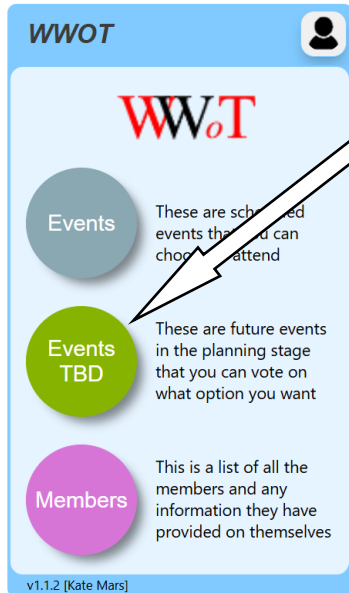 WWOT
WWoT
Events
These are
events that can
attend
Events
TBD
These are future events
in the planning stage
that you can vote on
what option you want
Members
This is a list of all the
members and any
information they have
provided on themselves
v1.1.2 [Kate Mars]